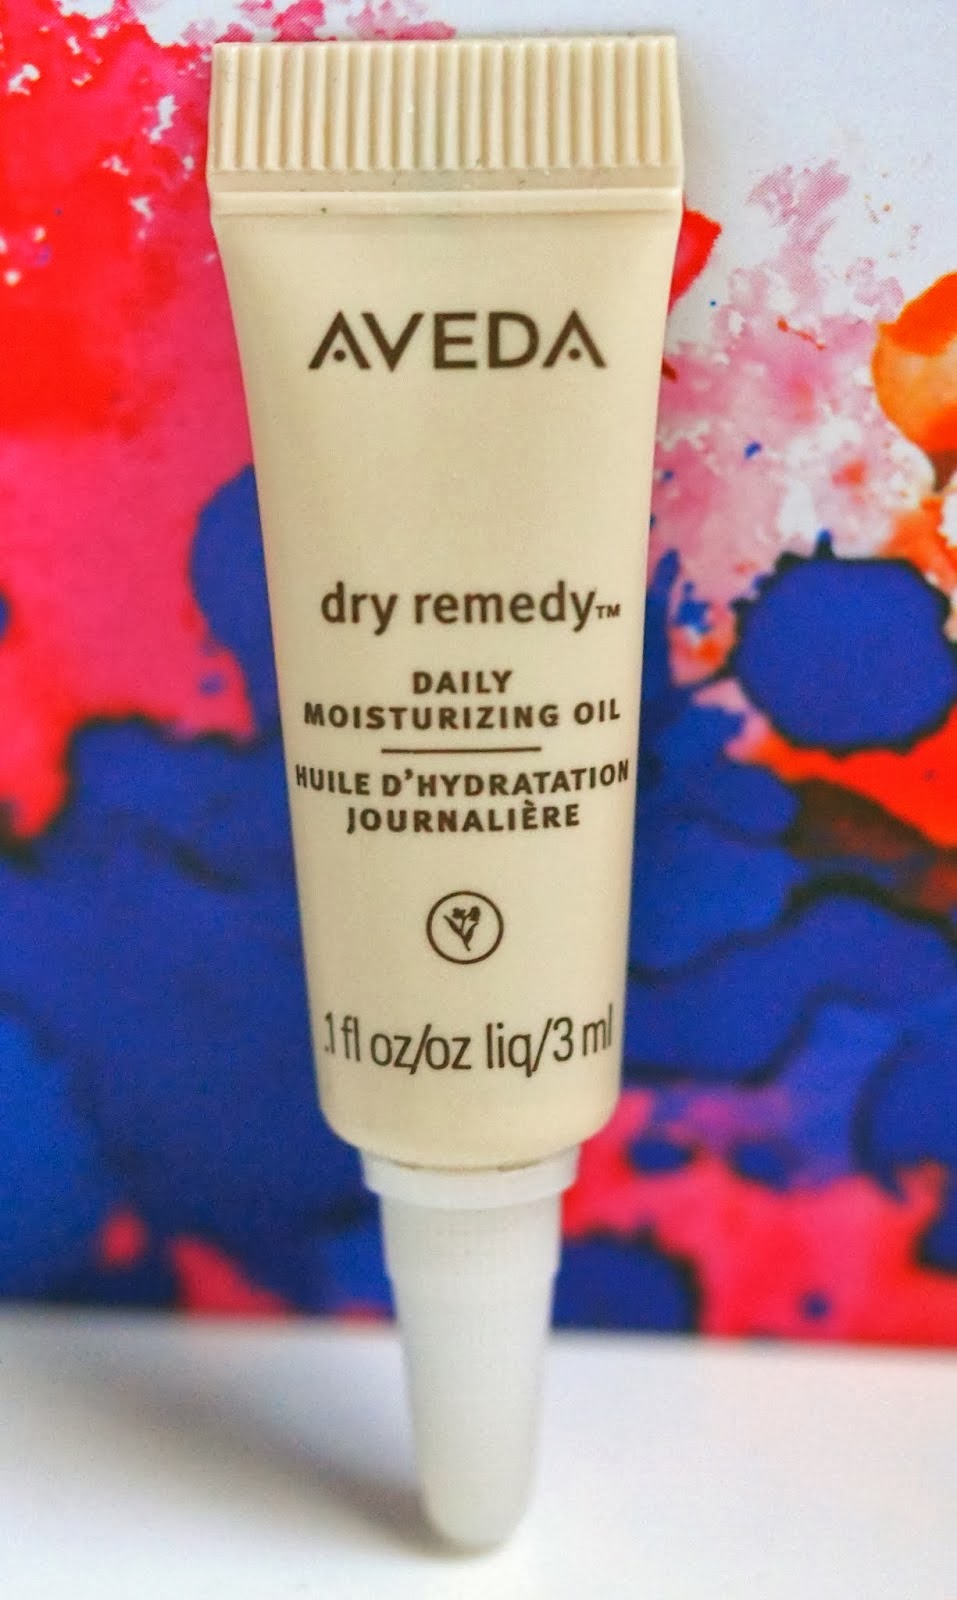 AVEDA
dry remedy™
DAILY
MOISTURIZING OIL
HUILE D'HYDRATATION
JOURNALIÈRE
.1 fl oz/oz liq/3 ml